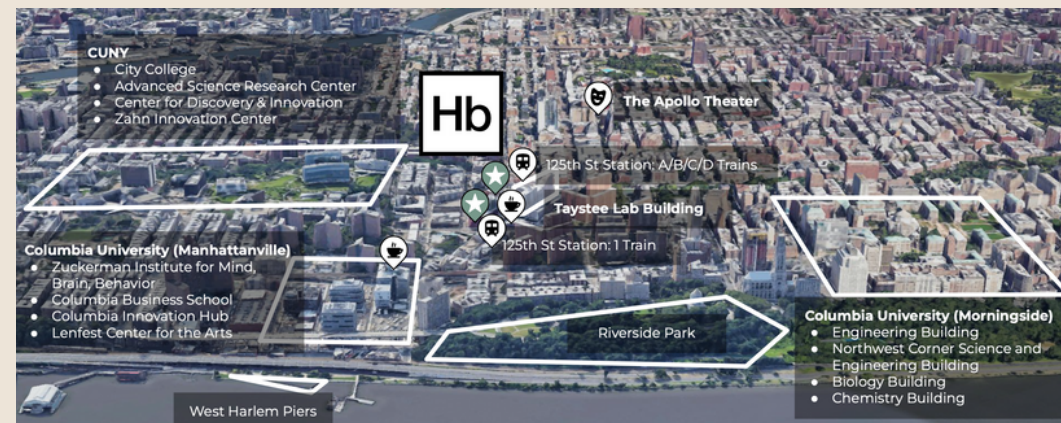 CUNY
● City College
● Advanced Science Research Center
● Center for Discovery & Innovation
● Zahn Innovation Center
Hb
The Apollo Theater
125th St Station: A/B/C/D Trains
Taystee Lab Building
125th St Station: 1 Train
Columbia University (Manhattanville)
● Zuckerman Institute for Mind,
Brain, Behavior
● Columbia Business School
● Columbia Innovation Hub
● Lenfest Center for the Arts
Riverside Park
Columbia University (Morningside)
● Engineering Building
● Northwest Corner Science and
Engineering Building
● Biology Building
● Chemistry Building
West Harlem Piers